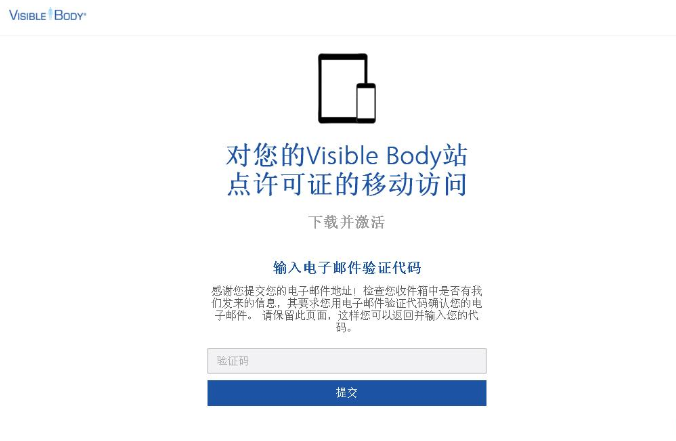 VISIBLE BODY®
对您的Visible Body站
点许可证的移动访问
下载并激活
输入电子邮件验证代码
感谢您提交您的电子邮件地址！检查您收件箱中是否有我
们发来的信息，其要求您用电子邮件验证代码确认您的电
子邮件。 请保留此页面，这样您可以返回并输入您的代
码。
验证码
提交